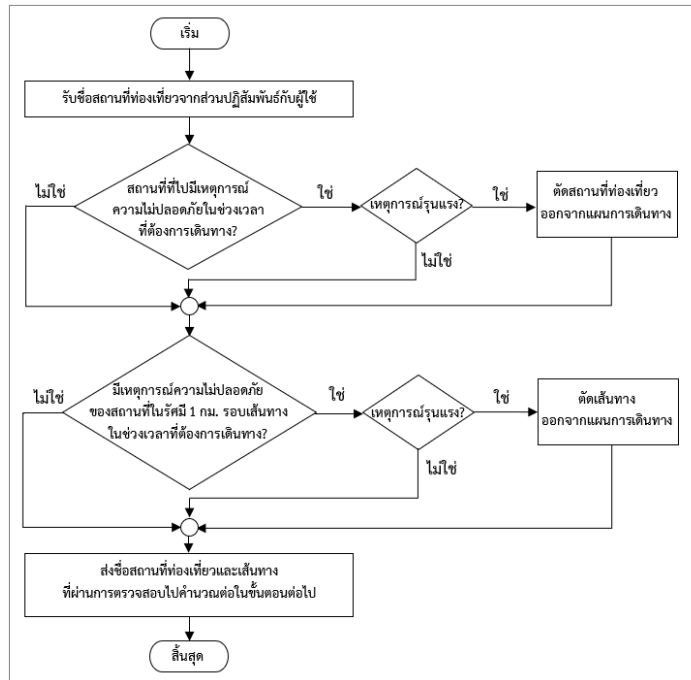 เริ่ม
รับชื่อสถานที่ท่องเที่ยวจากส่วนปฏิสัมพันธ์กับผู้ใช้
ไม่ใช่
สถานที่ที่ไปมีเหตุการณ์
ความไม่ปลอดภัยในช่วงเวลา
ที่ต้องการเดินทาง?
ใช่
เหตุการณ์รุนแรง?
ใช่
ตัดสถานที่ท่องเที่ยว
ออกจากแผนการเดินทาง
ไม่ใช่
ไม่ใช่
มีเหตุการณ์ความไม่ปลอดภัย
ของสถานที่ในรัศมี 1 กม. รอบเส้นทาง
ในช่วงเวลาที่ต้องการเดินทาง?
ใช่
เหตุการณ์รุนแรง?
ใช่
ตัดเส้นทาง
ออกจากแผนการเดินทาง
ไม่ใช่
ส่งชื่อสถานที่ท่องเที่ยวและเส้นทาง
ที่ผ่านการตรวจสอบไปคำนวณต่อในขั้นตอนต่อไป
สิ้นสุด